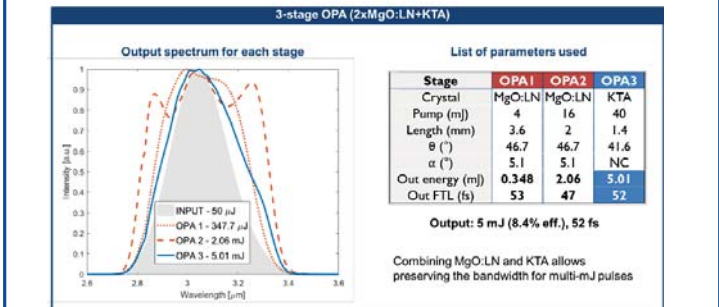 3-stage OPA (2xMgO:LN+KTA)
Output spectrum for each stage
List of parameters used
1
0.9
0.8
0.7
0.6
0.5
0.4
0.3
0.2
0.1
0
Intensity [a.u.]
INPUT - 50 μJ
OPA 1 - 347.7 μJ
OPA 2 - 2.06 mJ
OPA 3 - 5.01 mJ
2.6 2.8 3 3.2 3.4 3.6
Wavelength [μm]
Stage OPA1 OPA2 OPA3
Crystal MgO:LN MgO:LN KTA
Pump (mJ) 4 16 40
Length (mm) 3.6 2 1.4
θ (°) 46.7 46.7 41.6
α (°) 5.1 5.1 NC
Out energy (mJ) 0.348 2.06 5.01
Out FTL (fs) 53 47 52
Output: 5 mJ (8.4% eff.), 52 fs
Combining MgO:LN and KTA allows
preserving the bandwidth for multi-mJ pulses